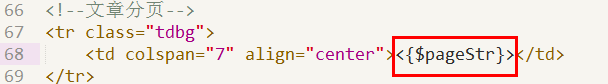 66 <!--文章分页-->
67 <tr class="tdbg">
68     <td colspan="7" align="center"><{$pageStr}></td>
69 </tr>